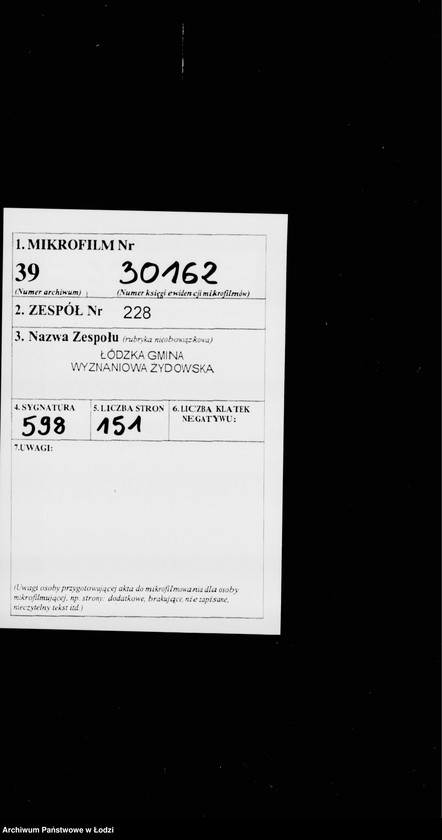 1. MIKROFILM Nr
39 30162
(Numer archiwum) (Numer księgi ewidencji mikrofilmów)
2. ZESPÓŁ Nr 228
3. Nazwa Zespołu (rubryka nieobowiązkowa)
ŁÓDZKA GMINA
WYZNANIOWA ŻYDOWSKA
4. SYGNATURA 5. LICZBA STRON 6. LICZBA KLATEK
NEGATYWU:
598 151
7.UWAGI:
(Uwagi osoby przygotowującej akta do mikrofilmowania dla osoby
mikrofilmującej, np. strony: dodatkowe, brakujące, nie zapisane,
nieczytelny tekst itd.)
Archiwum Państwowe w Łodzi